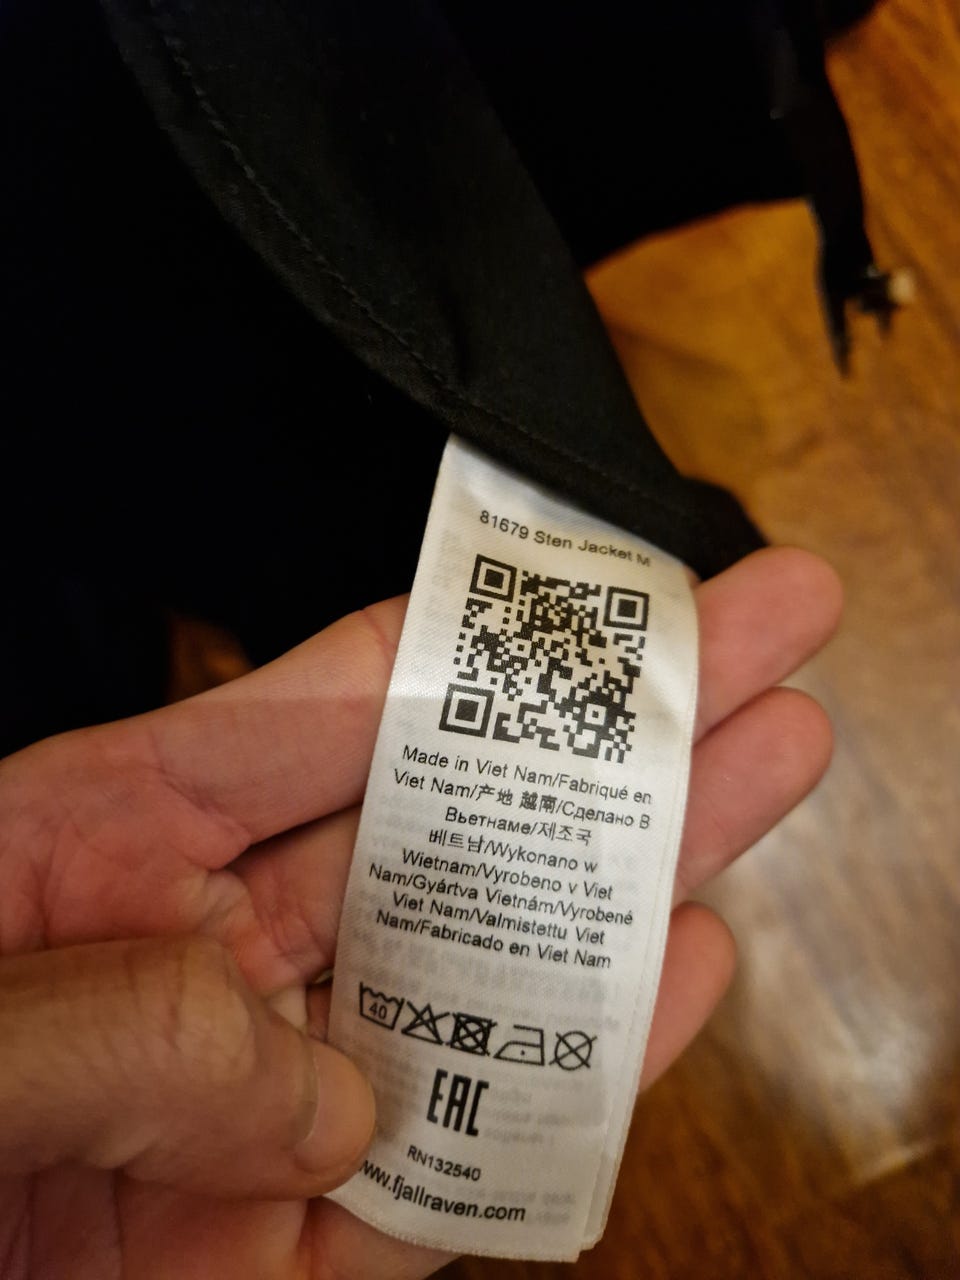 81679 Sten Jacket M
Made in Viet Nam/Fabriqué en
Viet Nam/产地 越南/Сделано В
Вьетнаме/제조국
베트남/Wykonano w
Wietnam/Vyrobeno v Viet
Nam/Gyártva Vietnám/Vyrobené
Viet Nam/Valmistettu Viet
Nam/Fabricado en Viet Nam
40
EAC
RN132540
www.fjallraven.com